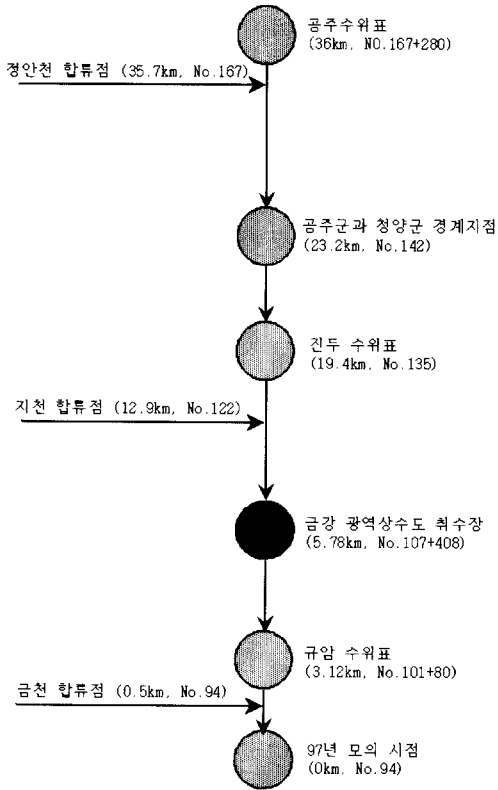 공주수위표
(36km, NO.167+280)
정안천 합류점 (35.7km, No.167)
공주군과 청양군 경계지점
(23.2km, No.142)
진두 수위표
(19.4km, No.135)
지천 합류점 (12.9km, No.122)
금강 광역상수도 취수장
(5.78km, No.107+408)
규암 수위표
(3.12km, No.101+80)
금천 합류점 (0.5km, No.94)
97년 모의 시점
(0km, No.94)